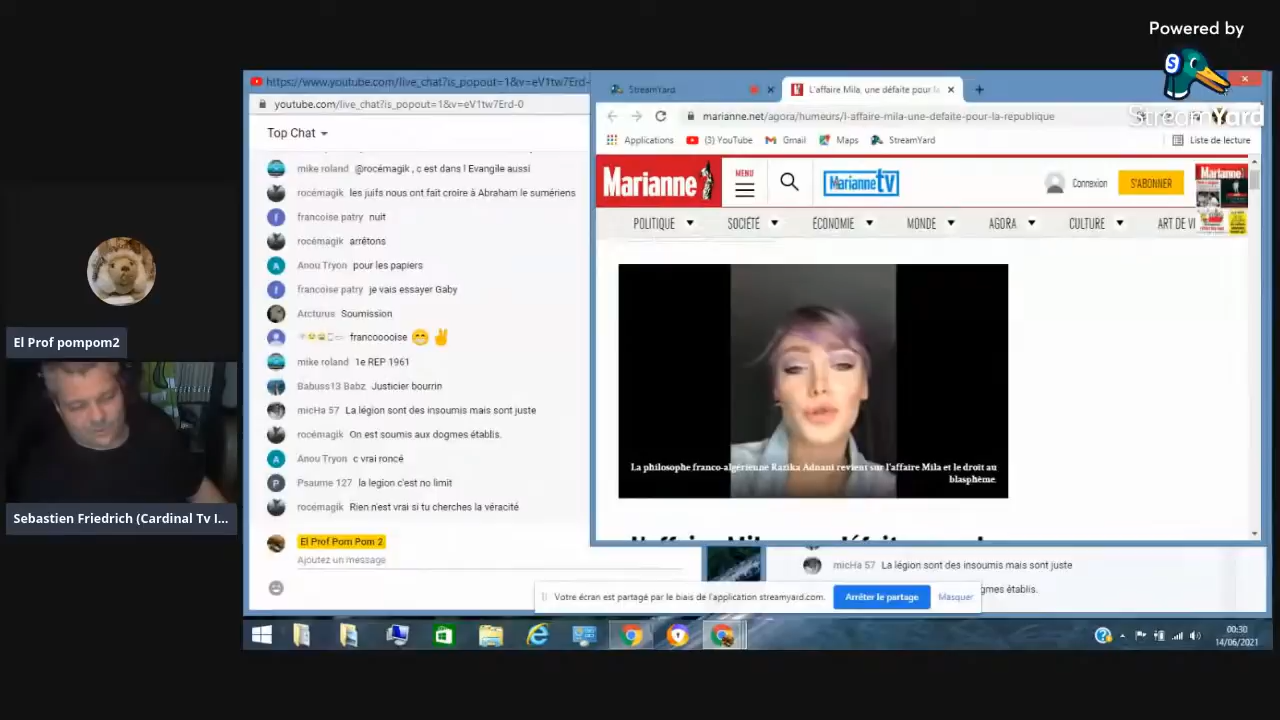 Powered by
StreamYard
El Prof pompom2
Sebastien Friedrich (Cardinal Tv I...
https://www.youtube.com/live_chat?is_popout=1&v=eV1tw7Erd-
youtube.com/live_chat?is_popout=1&v=eV1tw7Erd-0
Top Chat
mike roland @rocémagik , c est dans l Evangile aussi
rocémagik les juifs nous ont fait croire à Abraham le sumériens
francoise patry nuit
rocémagik arrêtons
Anou Tryon pour les papiers
francoise patry je vais essayer Gaby
Arcturus Soumission
francooooise 😁✌
mike roland 1e REP 1961
Babuss13 Babz Justicier bourrin
micHa 57 La légion sont des insoumis mais sont juste
rocémagik On est soumis aux dogmes établis.
Anou Tryon c vrai roncé
Psaume 127 la legion c'est no limit
rocémagik Rien n'est vrai si tu cherches la véracité
El Prof Pom Pom 2
Ajoutez un message
StreamYard
L'affaire Mila, une défaite pour la
marianne.net/agora/humeurs/l-affaire-mila-une-defaite-pour-la-republique
Applications
(3) YouTube
Gmail
Maps
StreamYard
Liste de lecture
Marianne
MENU
Marianne TV
Connexion
S'ABONNER
Marianne
POLITIQUE
SOCIÉTÉ
ÉCONOMIE
MONDE
AGORA
CULTURE
ART DE VI
La philosophe franco-algérienne Razika Adnani revient sur l'affaire Mila et le droit au
blasphème.
micHa 57 La légion sont des insoumis mais sont juste
gmes établis.
Votre écran est partagé par le biais de l'application streamyard.com.
Arrêter le partage
Masquer
00:30
14/06/2021